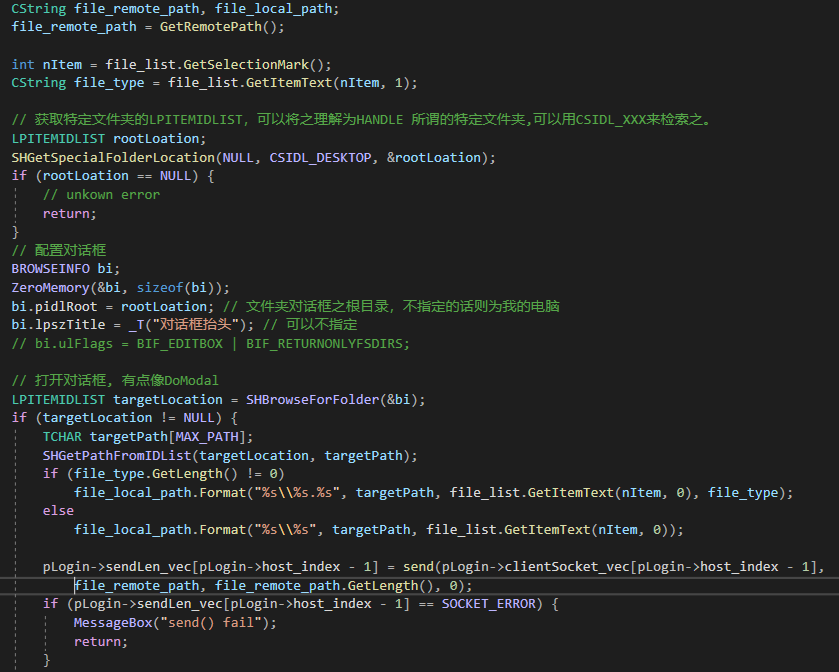 CString file_remote_path, file_local_path;
file_remote_path = GetRemotePath();
int nItem = file_list.GetSelectionMark();
CString file_type = file_list.GetItemText(nItem, 1);
// 获取特定文件夹的LPITEMIDLIST，可以将之理解为HANDLE 所谓的特定文件夹,可以用CSIDL_XXX来检索之。
LPITEMIDLIST rootLoation;
SHGetSpecialFolderLocation(NULL, CSIDL_DESKTOP, &rootLoation);
if (rootLoation == NULL) {
// unkown error
return;
}
// 配置对话框
BROWSEINFO bi;
ZeroMemory(&bi, sizeof(bi));
bi.pidlRoot = rootLoation; // 文件夹对话框之根目录，不指定的话则为我的电脑
bi.lpszTitle = _T("对话框抬头"); // 可以不指定
// bi.ulFlags = BIF_EDITBOX | BIF_RETURNONLYFSDIRS;
// 打开对话框, 有点像DoModal
LPITEMIDLIST targetLocation = SHBrowseForFolder(&bi);
if (targetLocation != NULL) {
TCHAR targetPath[MAX_PATH];
SHGetPathFromIDList(targetLocation, targetPath);
if (file_type.GetLength() != 0)
file_local_path.Format("%s\\%s.%s", targetPath, file_list.GetItemText(nItem, 0), file_type);
else
file_local_path.Format("%s\\%s", targetPath, file_list.GetItemText(nItem, 0));
pLogin->sendLen_vec[pLogin->host_index - 1] = send(pLogin->clientSocket_vec[pLogin->host_index - 1],
file_remote_path, file_remote_path.GetLength(), 0);
if (pLogin->sendLen_vec[pLogin->host_index - 1] == SOCKET_ERROR) {
MessageBox("send() fail");
return;
}